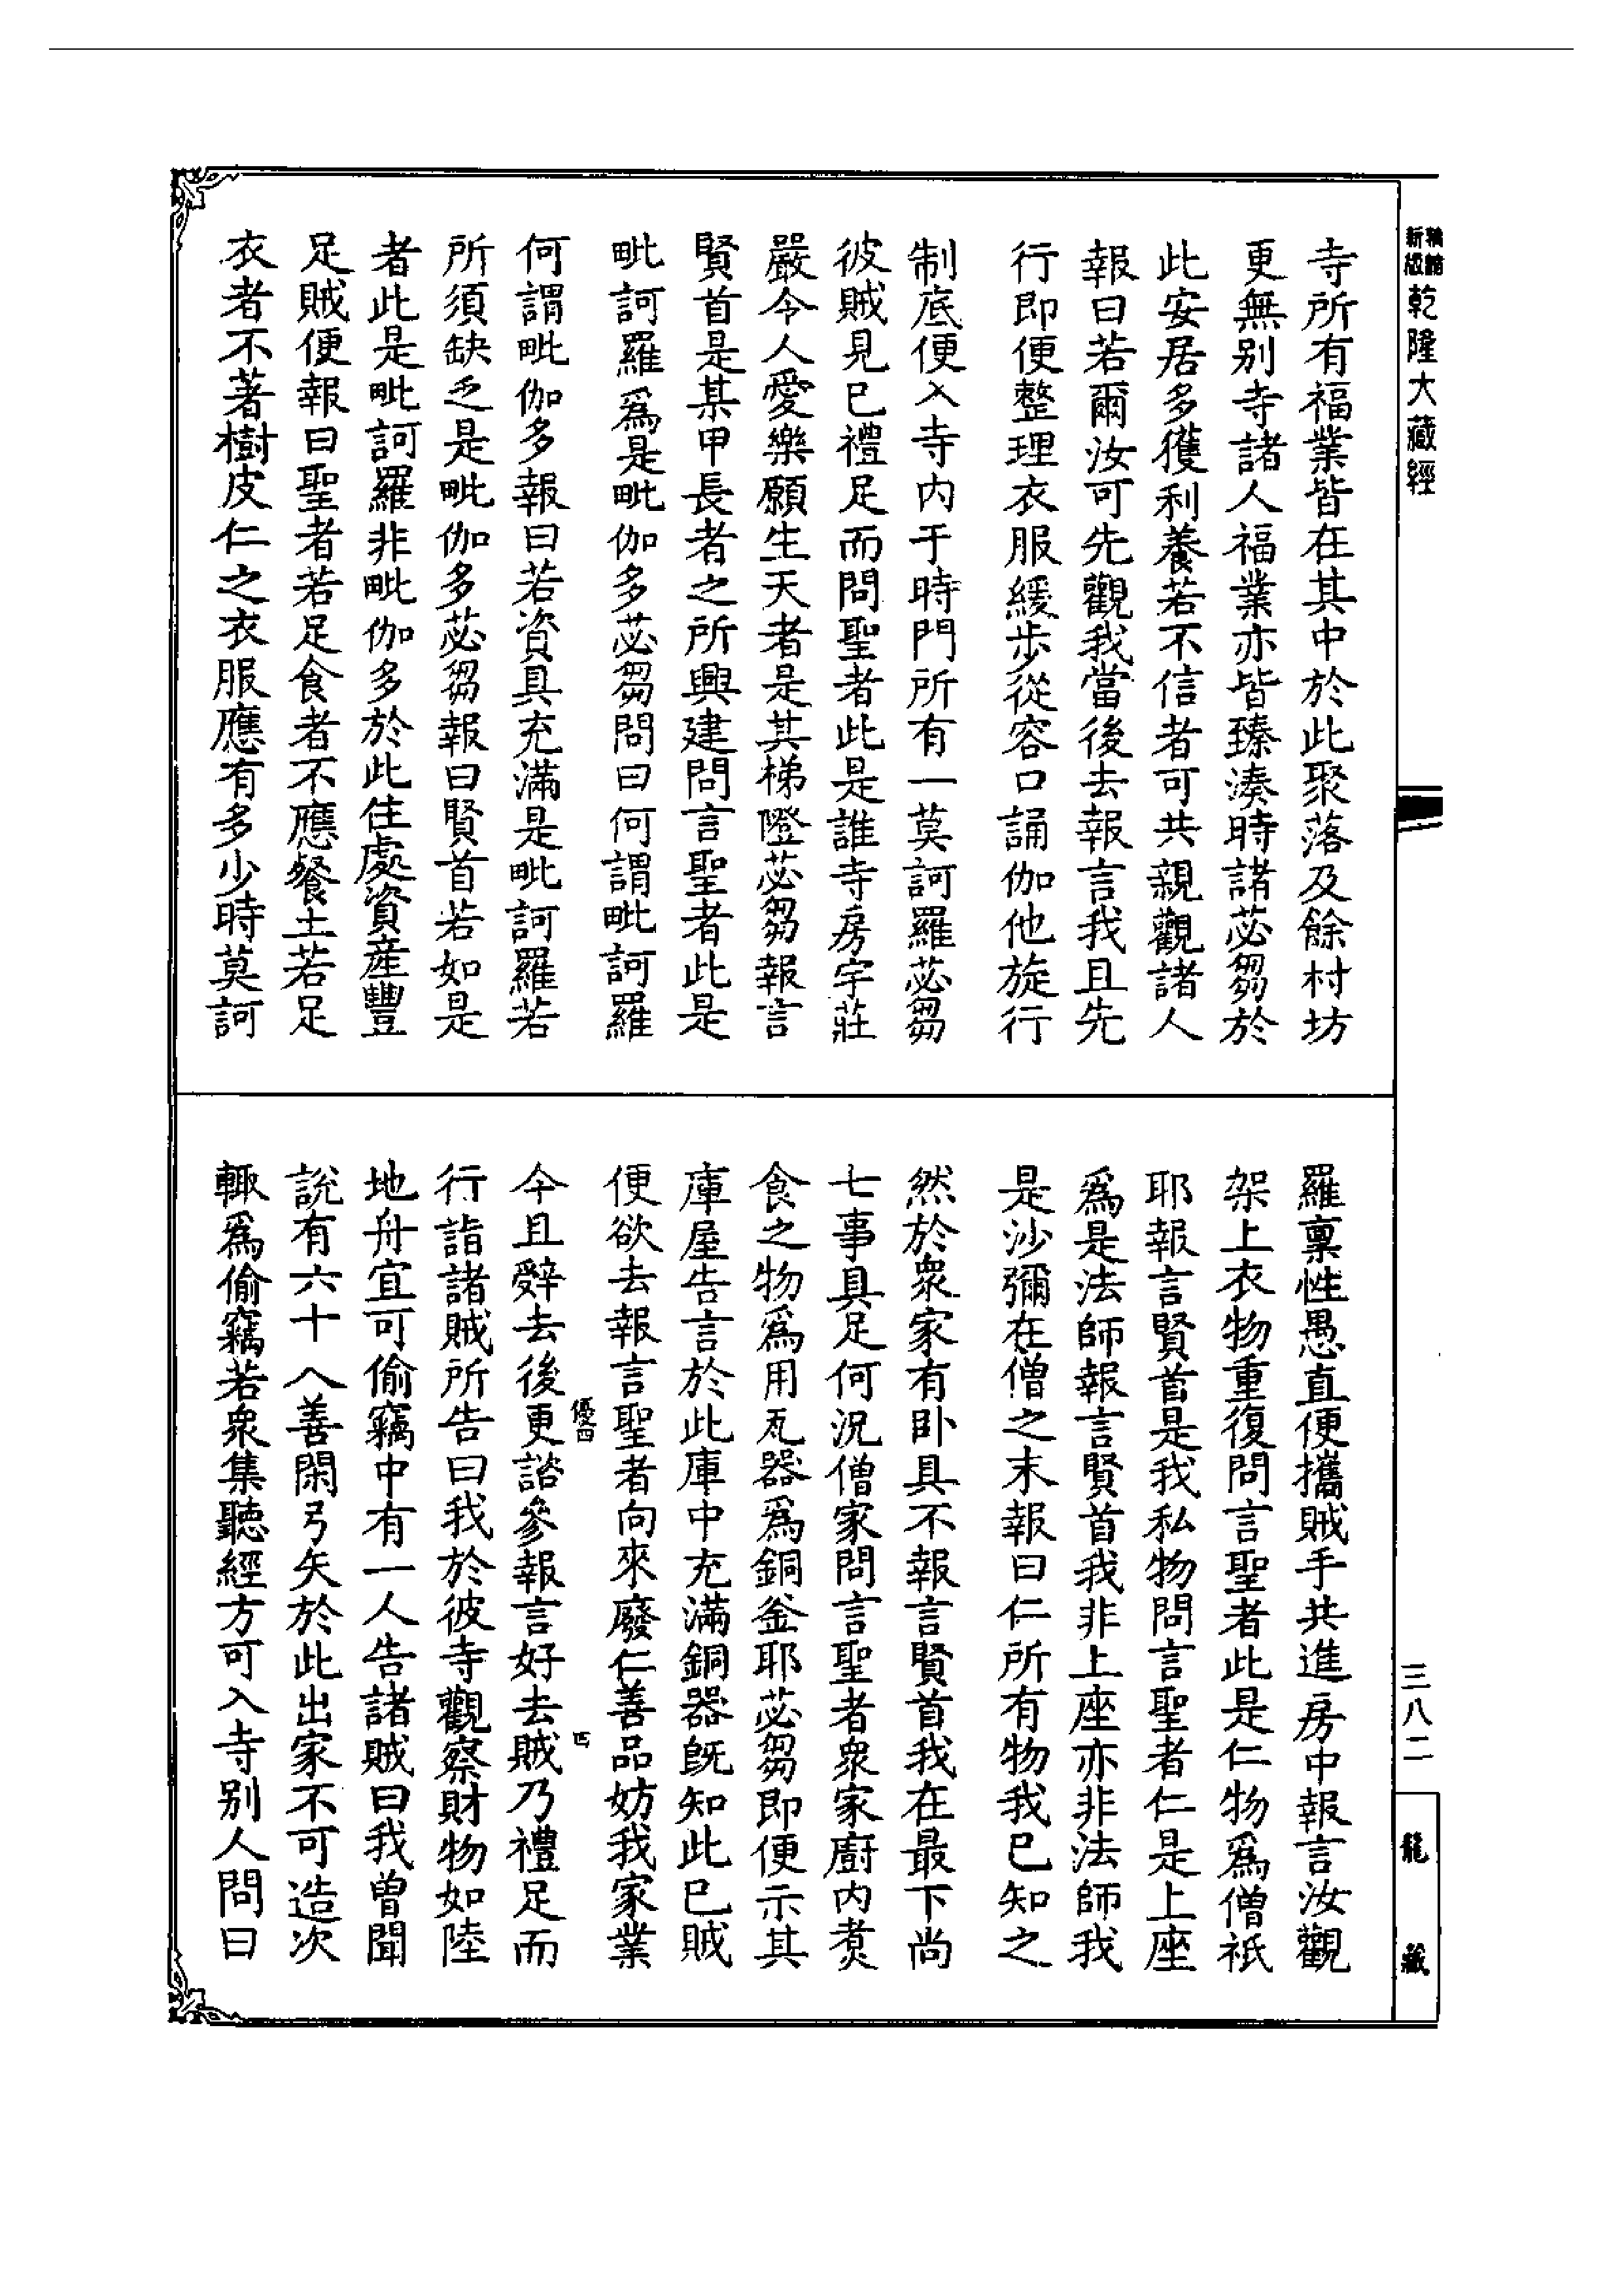 新編縮本乾隆大藏經
寺所有福業皆在其中於此聚落及餘村坊
更無別寺諸人福業亦皆臻湊時諸苾芻於
此安居多獲利養若不信者可共親觀諸人
報曰若爾汝可先觀我當後去報言我且先
行即便整理衣服緩步從容口誦伽他旋行
制底便入寺內于時門所有一莫訶羅苾芻
彼賊見已禮足而問聖者此是誰寺房宇莊
嚴令人愛樂願生天者是其梯隥苾芻報言
賢首是某甲長者之所興建問言聖者此是
毗訶羅為是毗伽多苾芻問曰何謂毗訶羅
何謂毗伽多報曰若資具充滿是毗訶羅若
所須缺乏是毗伽多苾芻報曰賢首若如是
者此是毗訶羅非毗伽多於此住處資產豐
足賊便報曰聖者若足食者不應餐土若足
衣者不著樹皮仁之衣服應有多少時莫訶
羅稟性愚直便攜賊手共進房中報言汝觀
架上衣物重復問言聖者此是仁物為僧祇
耶報言賢首是我私物問言聖者仁是上座
為是法師報言賢首我非上座亦非法師我
是沙彌在僧之末報曰仁所有物我已知之
然於眾家有臥具不報言賢首我在最下尚
七事具足何況僧家問言聖者眾家廚內煮
食之物為用瓦器為銅釜耶苾芻即便示其
庫屋告言於此庫中充滿銅器既知此已賊
便欲去報言聖者向來廢仁善品妨我家業
優四
四
今且辭去後更諮參報言好去賊乃禮足而
行詣諸賊所告曰我於彼寺觀察財物如陸
地舟宜可偷竊中有一人告諸賊曰我曾聞
說有六十人善閑弓矢於此出家不可造次
輒為偷竊若眾集聽經方可入寺別人問曰
三八二
龍藏